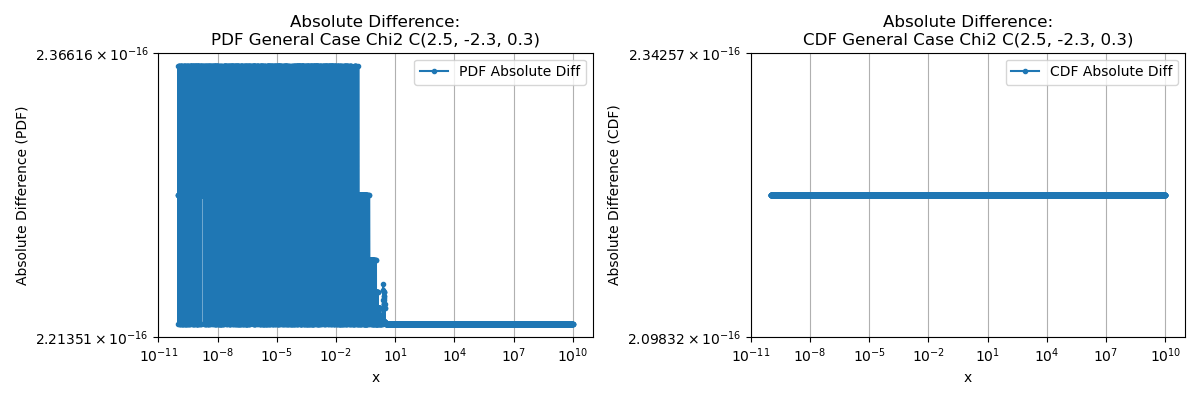 Absolute Difference:
PDF General Case Chi2 C(2.5, -2.3, 0.3)
2.36616 × 10⁻¹⁶
PDF Absolute Diff
Absolute Difference (PDF)
2.21351 × 10⁻¹⁶
10⁻¹¹ 10⁻⁸ 10⁻⁵ 10⁻² 10¹ 10⁴ 10⁷ 10¹⁰
x
Absolute Difference:
CDF General Case Chi2 C(2.5, -2.3, 0.3)
2.34257 × 10⁻¹⁶
CDF Absolute Diff
Absolute Difference (CDF)
2.09832 × 10⁻¹⁶
10⁻¹¹ 10⁻⁸ 10⁻⁵ 10⁻² 10¹ 10⁴ 10⁷ 10¹⁰
x